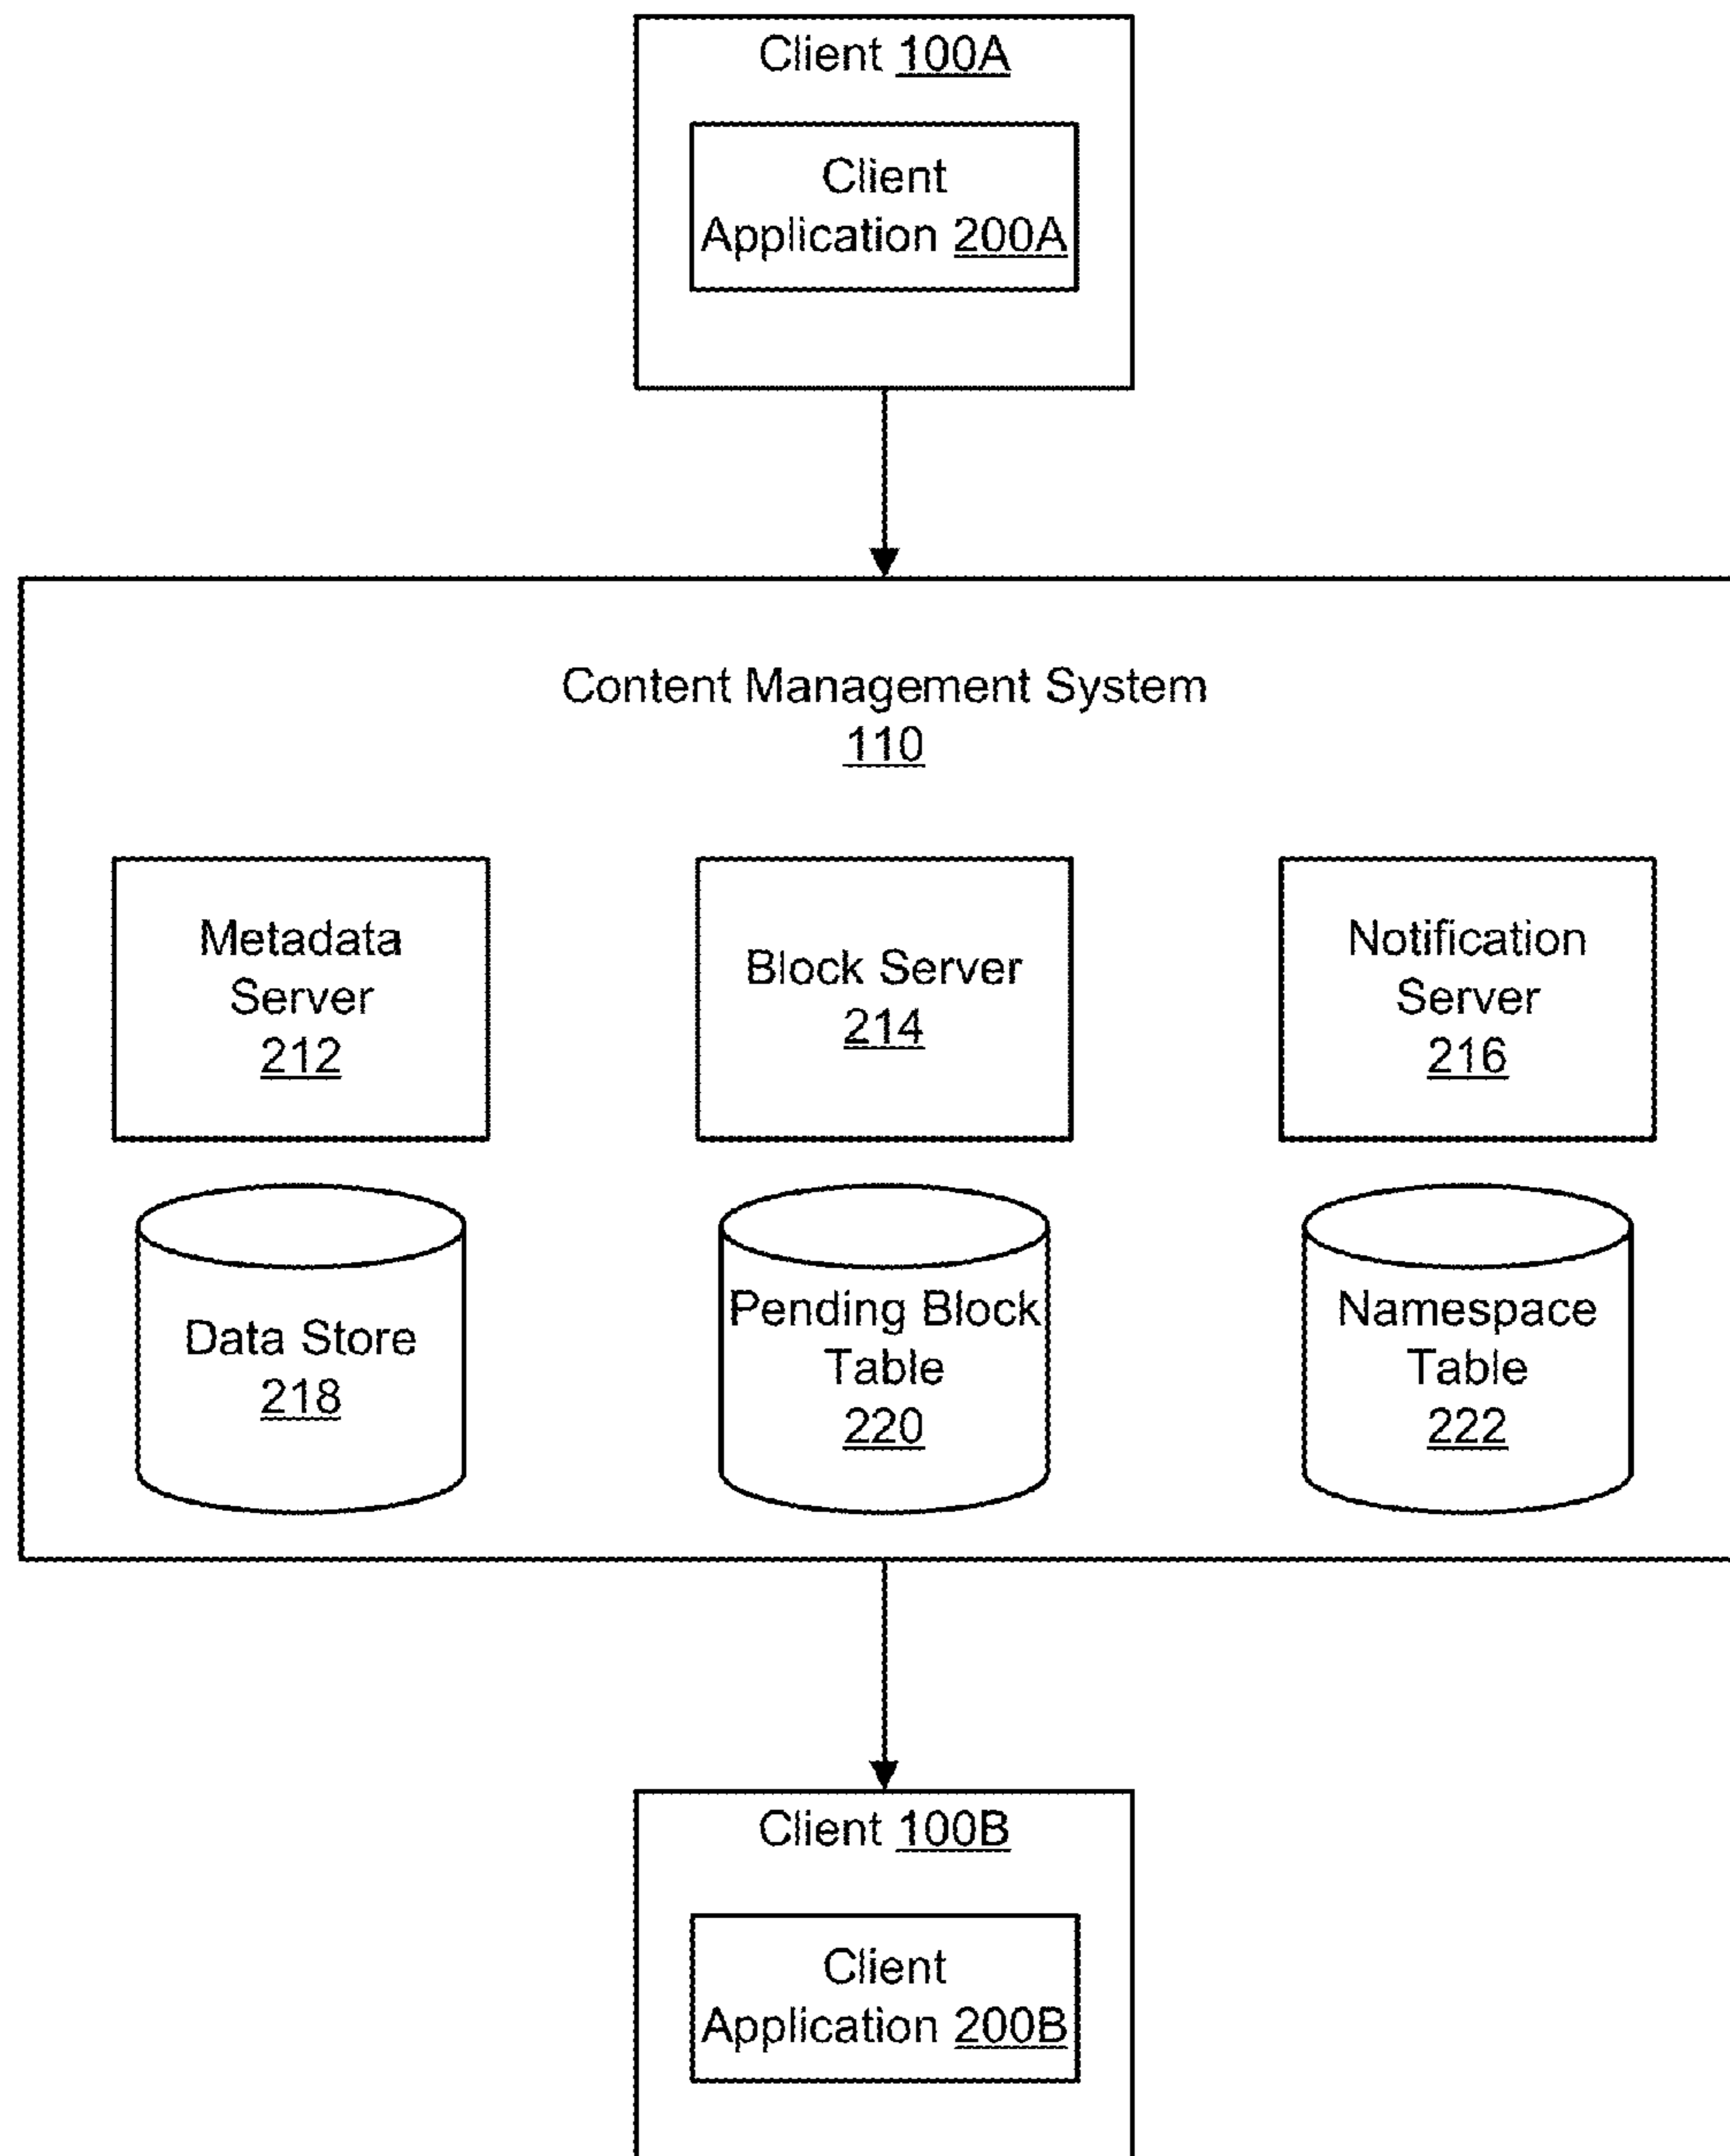 Client 100A
Client
Application 200A
Content Management System
110
Metadata
Server
212
Block Server
214
Notification
Server
216
Data Store
218
Pending Block
Table
220
Namespace
Table
222
Client 100B
Client
Application 200B